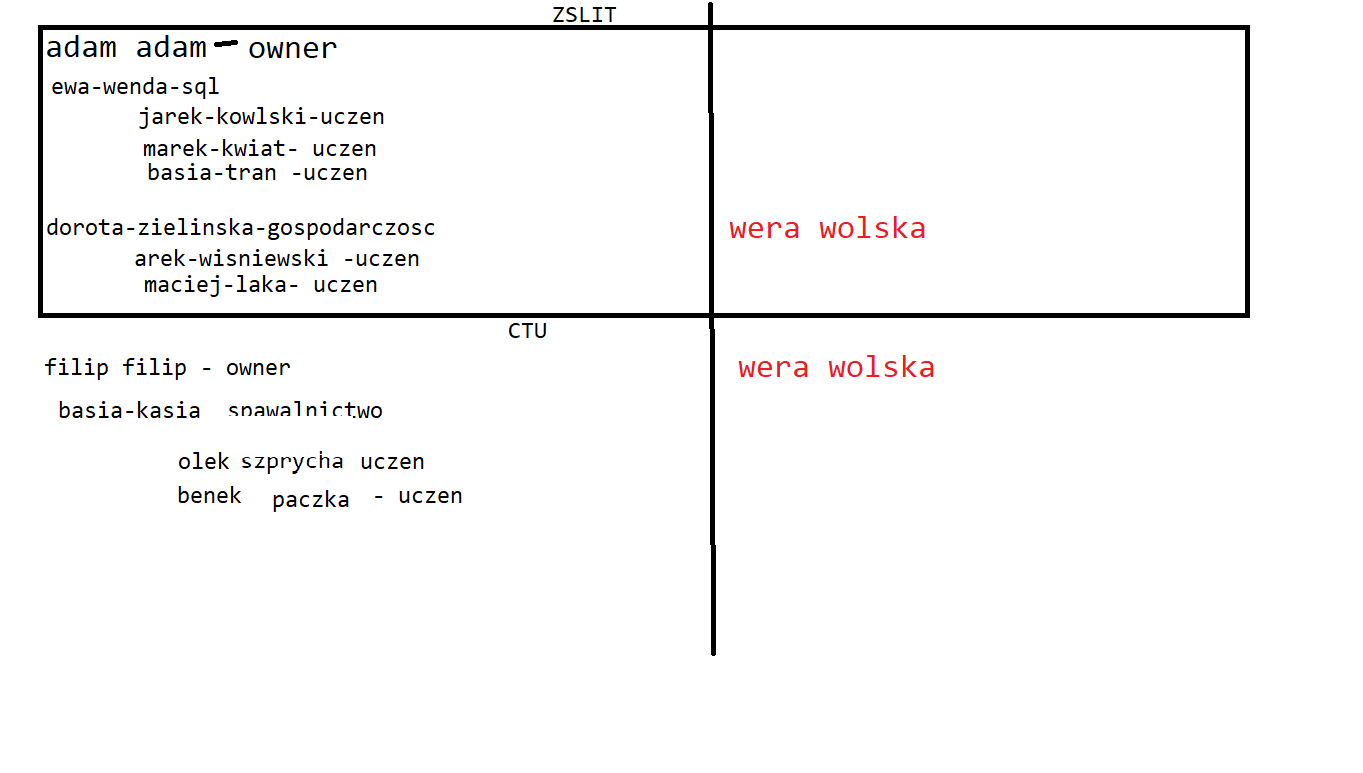 ZSLIT
adam adam - owner
ewa-wenda-sql
jarek-kowlski-uczen
marek-kwiat- uczen
basia-tran -uczen
dorota-zielinska-gospodarczosc
wera wolska
arek-wisniewski -uczen
maciej-laka- uczen
CTU
filip filip - owner
wera wolska
basia-kasia spawalnictwo
olek szprycha uczen
benek paczka - uczen